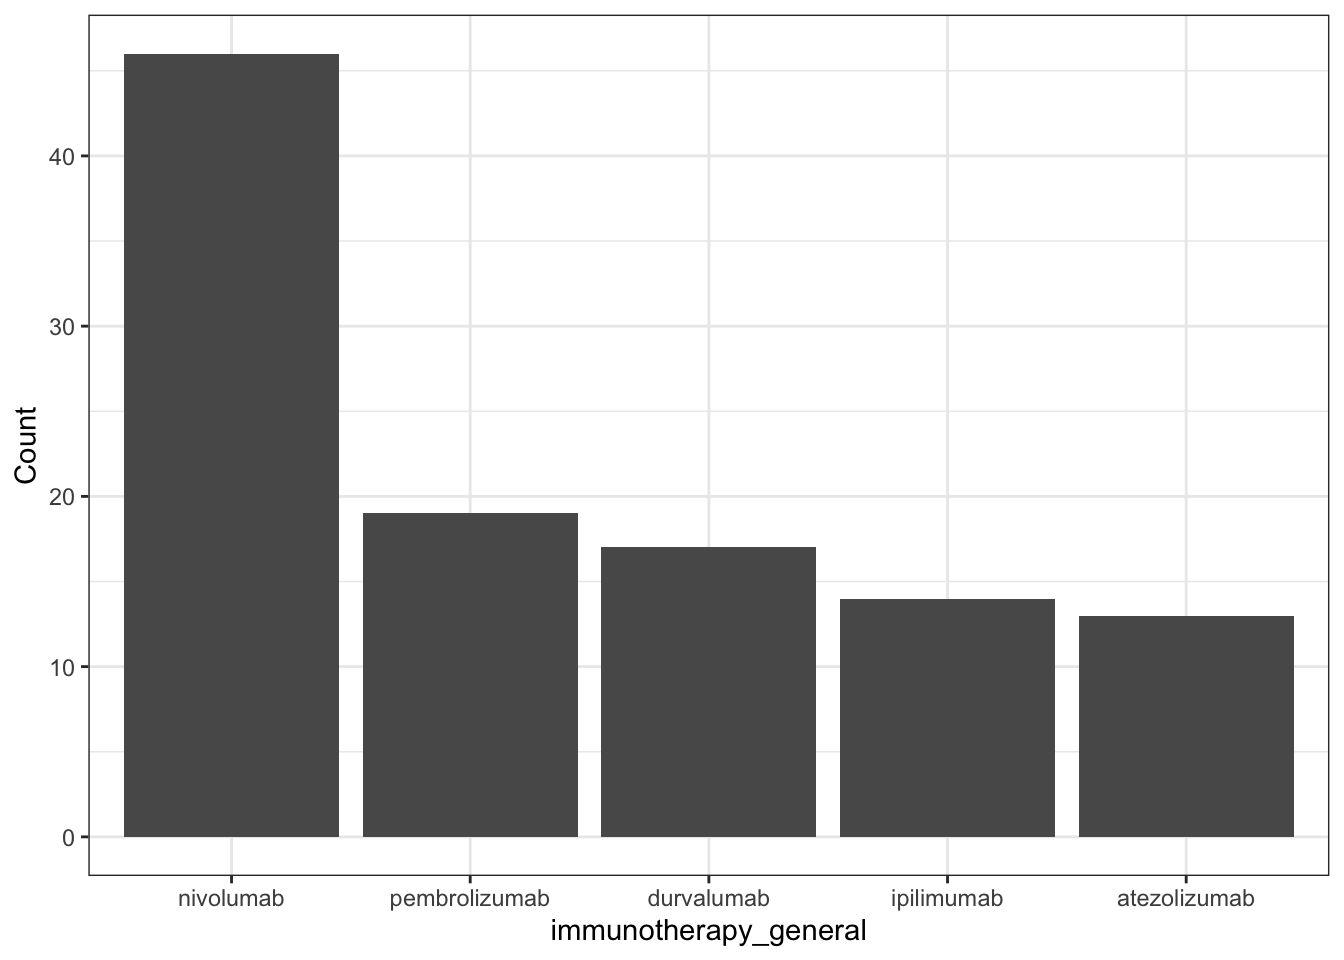 40
30
20
10
0
Count
nivolumab
pembrolizumab
durvalumab
ipilimumab
atezolizumab
immunotherapy_general